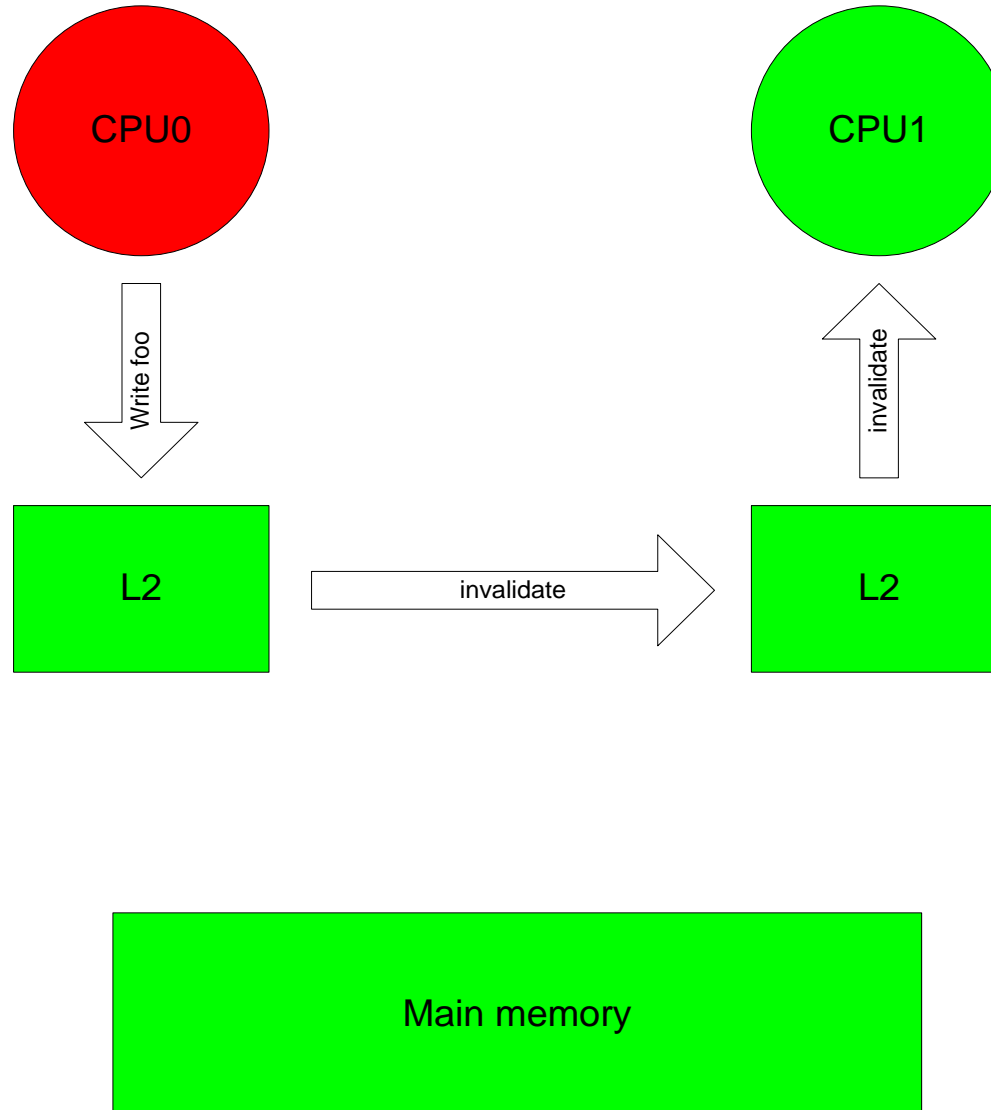 CPU0
CPU1
Write foo
invalidate
L2
invalidate
L2
Main memory